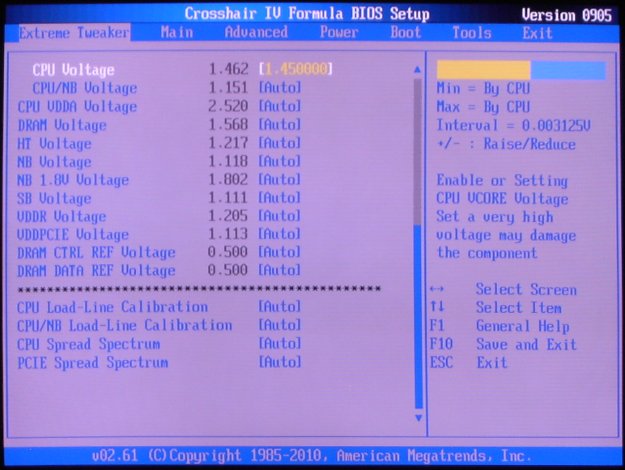 Crosshair IV Formula BIOS Setup Version 0905
Extreme Tweaker Main Advanced Power Boot Tools Exit
CPU Voltage 1.462 [1.450000]
CPU/NB Voltage 1.151 [Auto]
CPU VDDA Voltage 2.520 [Auto]
DRAM Voltage 1.568 [Auto]
HT Voltage 1.217 [Auto]
NB Voltage 1.118 [Auto]
NB 1.8V Voltage 1.802 [Auto]
SB Voltage 1.111 [Auto]
VDDR Voltage 1.205 [Auto]
VDDPCIE Voltage 1.113 [Auto]
DRAM CTRL REF Voltage 0.500 [Auto]
DRAM DATA REF Voltage 0.500 [Auto]
**************************************************
CPU Load-Line Calibration [Auto]
CPU/NB Load-Line Calibration [Auto]
CPU Spread Spectrum [Auto]
PCIE Spread Spectrum [Auto]
Min = By CPU
Max = By CPU
Interval = 0.003125V
+/- : Raise/Reduce
Enable or Setting
CPU VCORE Voltage
Set a very high
voltage may damage
the component
↔ Select Screen
↑↓ Select Item
F1 General Help
F10 Save and Exit
ESC Exit
v02.61 (C)Copyright 1985-2010, American Megatrends, Inc.